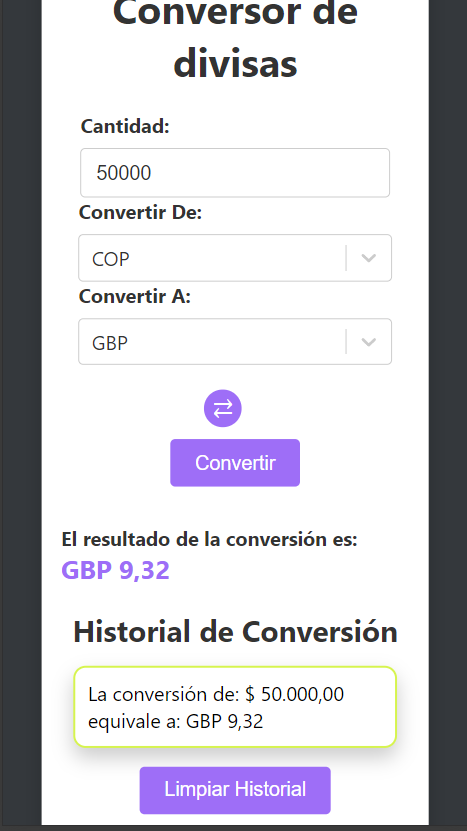 Conversor de
divisas
Cantidad:
50000
Convertir De:
COP
Convertir A:
GBP
Convertir
El resultado de la conversión es:
GBP 9,32
Historial de Conversión
La conversión de: $ 50.000,00
equivale a: GBP 9,32
Limpiar Historial